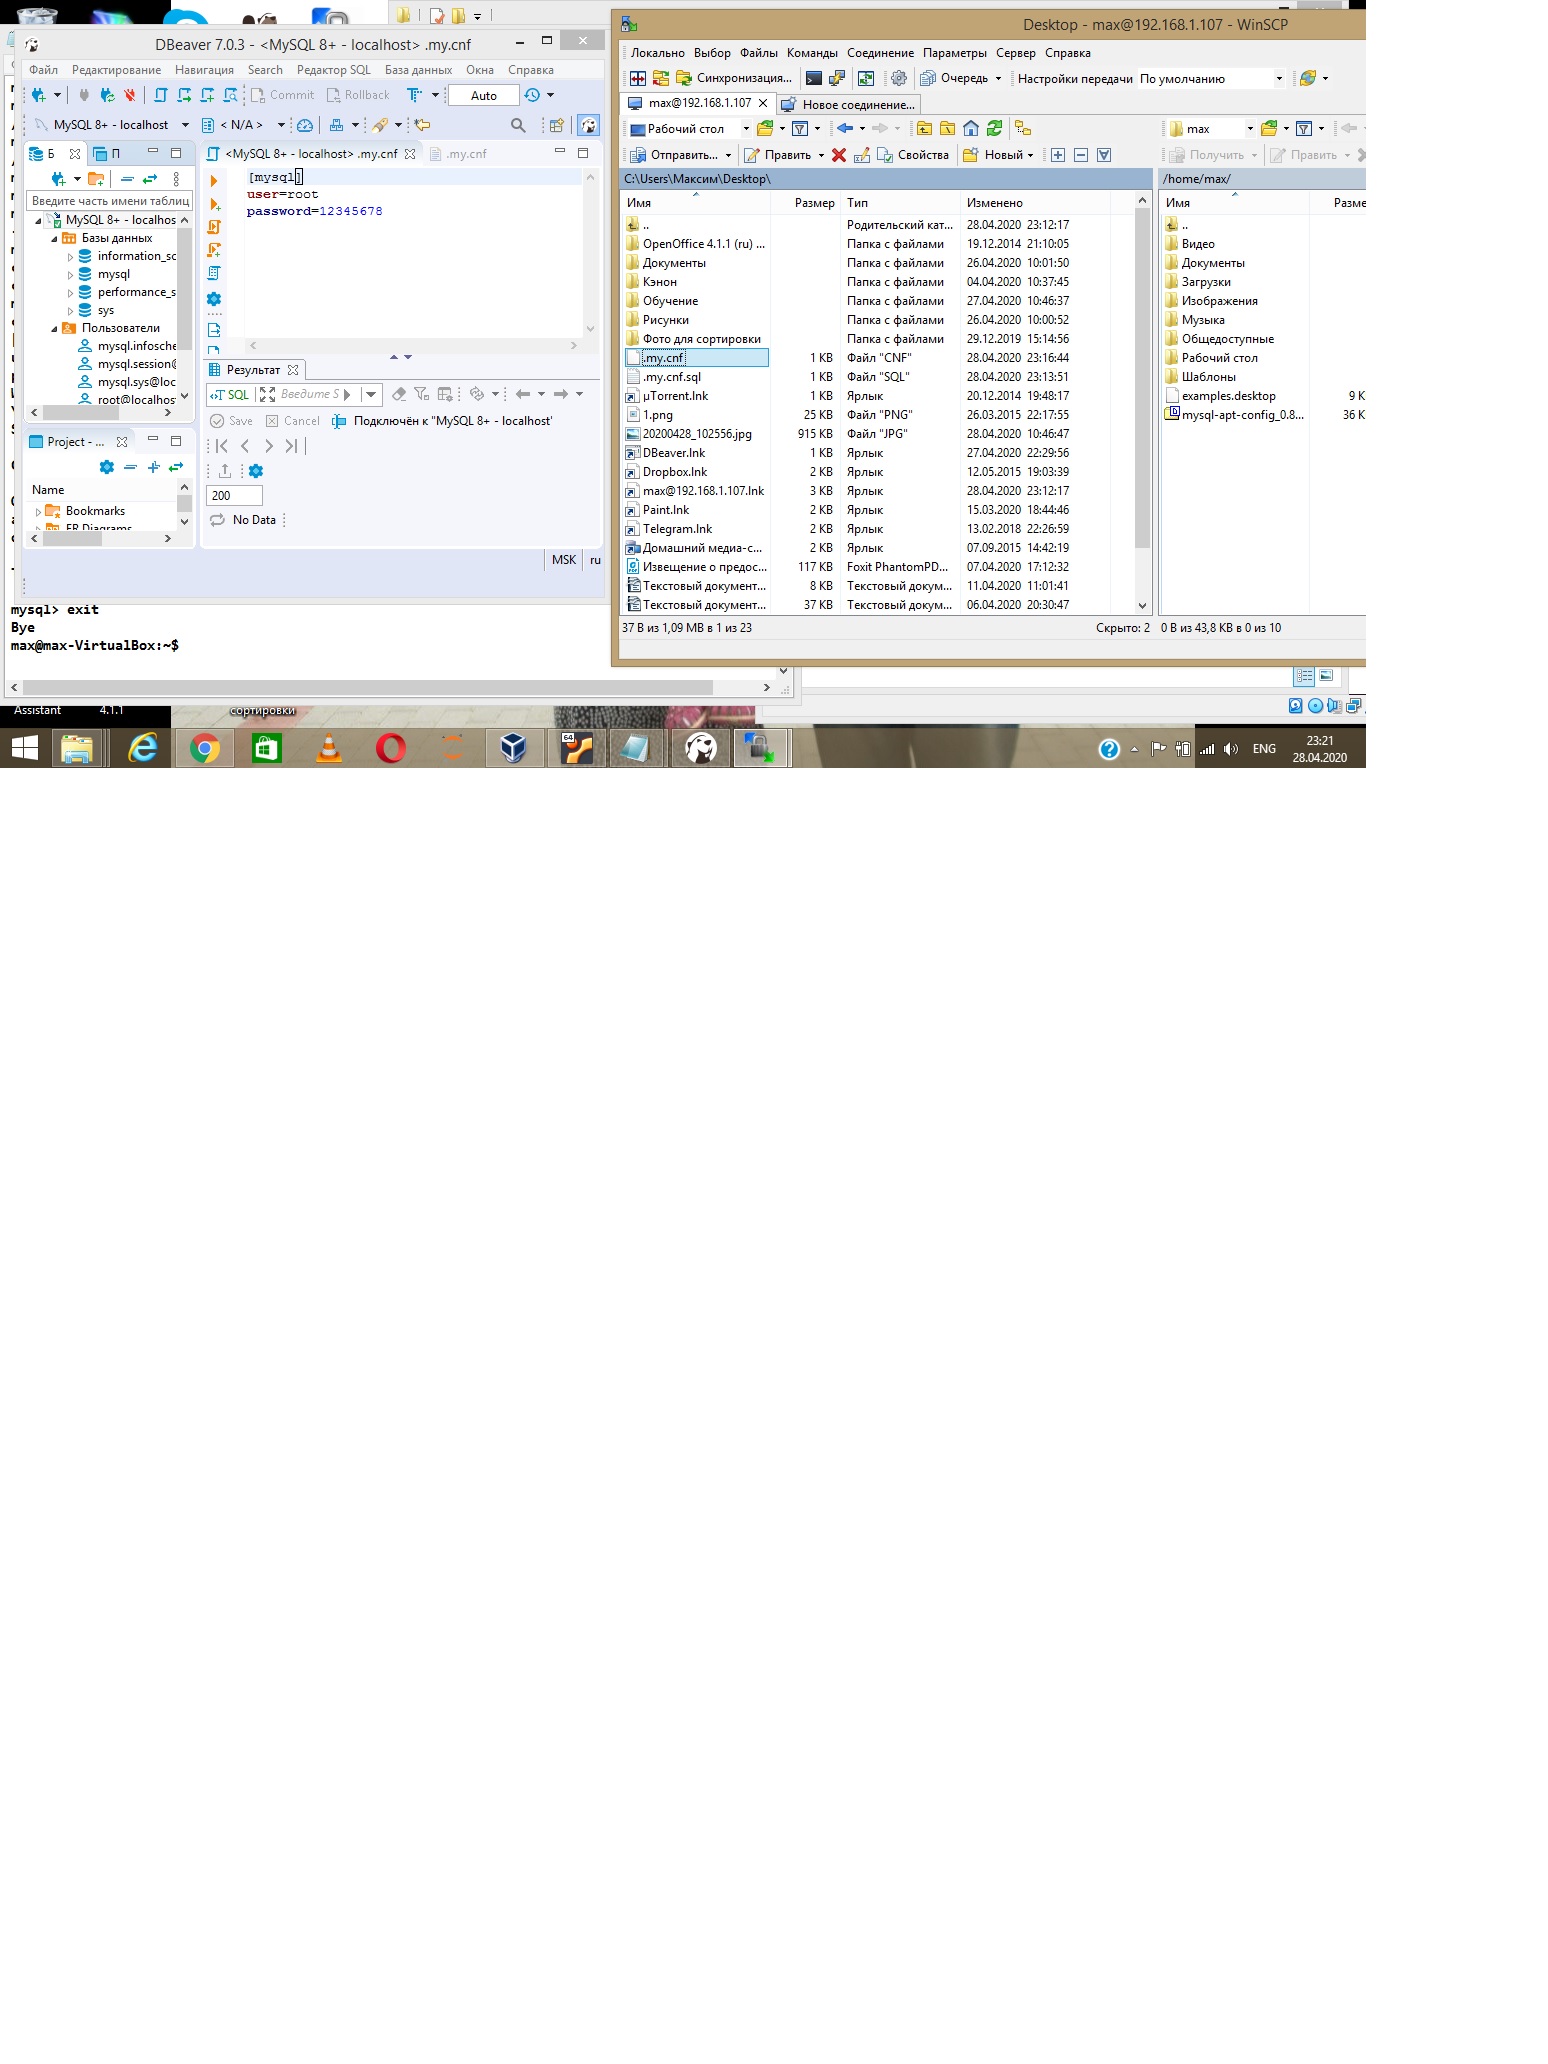 DBeaver 7.0.3 - <MySQL 8+ - localhost> .my.cnf
Файл Редактирование Навигация Search Редактор SQL База данных Окна Справка
Commit Rollback Auto
MySQL 8+ - localhost < N/A >
Б П
<MySQL 8+ - localhost> .my.cnf .my.cnf
Введите часть имени таблиц
MySQL 8+ - localhos
Базы данных
information_sc
mysql
performance_s
sys
Пользователи
mysql.infosche
mysql.session@
mysql.sys@loc
root@localhos
[mysql]
user=root
password=12345678
Результат
SQL Введите S
Save Cancel Подключён к "MySQL 8+ - localhost'
200
No Data
Project - ...
Name
Bookmarks
ER Diagrams
MSK ru
mysql> exit
Bye
max@max-VirtualBox:~$
Assistant 4.1.1 сортировки
Desktop - max@192.168.1.107 - WinSCP
Локально Выбор Файлы Команды Соединение Параметры Сервер Справка
Синхронизация... Очередь Настройки передачи По умолчанию
max@192.168.1.107 Новое соединение...
Рабочий стол
Отправить... Править Свойства Новый
C:\Users\Максим\Desktop\
Имя Размер Тип Изменено
.. Родительский кат... 28.04.2020 23:12:17
OpenOffice 4.1.1 (ru) ... Папка с файлами 19.12.2014 21:10:05
Документы Папка с файлами 26.04.2020 10:01:50
Кэнон Папка с файлами 04.04.2020 10:37:45
Обучение Папка с файлами 27.04.2020 10:46:37
Рисунки Папка с файлами 26.04.2020 10:00:52
Фото для сортировки Папка с файлами 29.12.2019 15:14:56
.my.cnf 1 KB Файл "CNF" 28.04.2020 23:16:44
.my.cnf.sql 1 KB Файл "SQL" 28.04.2020 23:13:51
µTorrent.lnk 1 KB Ярлык 20.12.2014 19:48:17
1.png 25 KB Файл "PNG" 26.03.2015 22:17:55
20200428_102556.jpg 915 KB Файл "JPG" 28.04.2020 10:46:47
DBeaver.lnk 1 KB Ярлык 27.04.2020 22:29:56
Dropbox.lnk 2 KB Ярлык 12.05.2015 19:03:39
max@192.168.1.107.lnk 3 KB Ярлык 28.04.2020 23:12:17
Paint.lnk 2 KB Ярлык 15.03.2020 18:44:46
Telegram.lnk 2 KB Ярлык 13.02.2018 22:26:59
Домашний медиа-с... 2 KB Ярлык 07.09.2015 14:42:19
Извещение о предос... 117 KB Foxit PhantomPD... 07.04.2020 17:12:32
Текстовый документ... 8 KB Текстовый докум... 11.04.2020 11:01:41
Текстовый документ... 37 KB Текстовый докум... 06.04.2020 20:30:47
37 B из 1,09 MB в 1 из 23 Скрыто: 2
max
Получить Править
/home/max/
Имя Разме
..
Видео
Документы
Загрузки
Изображения
Музыка
Общедоступные
Рабочий стол
Шаблоны
examples.desktop 9 K
mysql-apt-config_0.8... 36 K
0 B из 43,8 KB в 0 из 10
64
ENG 23:21
28.04.2020